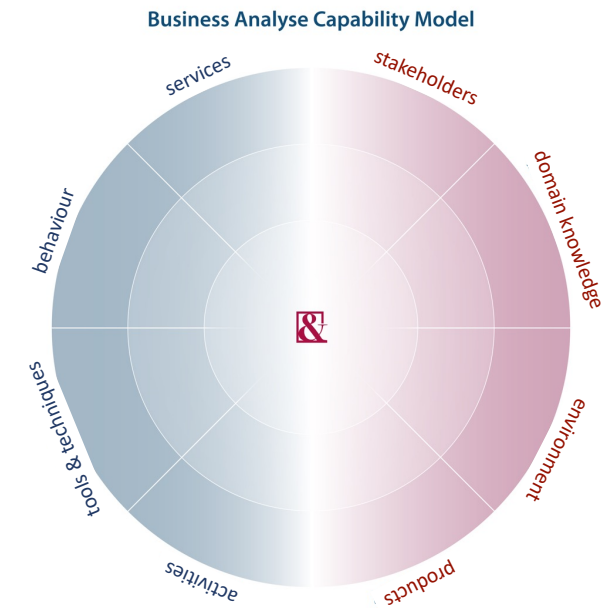 Business Analyse Capability Model
services
stakeholders
behaviour
domain knowledge
&
tools & techniques
environment
activities
products